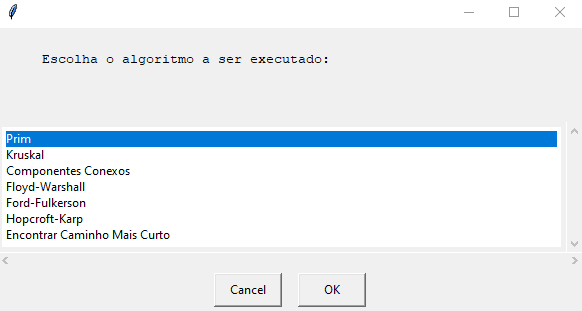 Escolha o algoritmo a ser executado:
Prim
Kruskal
Componentes Conexos
Floyd-Warshall
Ford-Fulkerson
Hopcroft-Karp
Encontrar Caminho Mais Curto
Cancel
OK